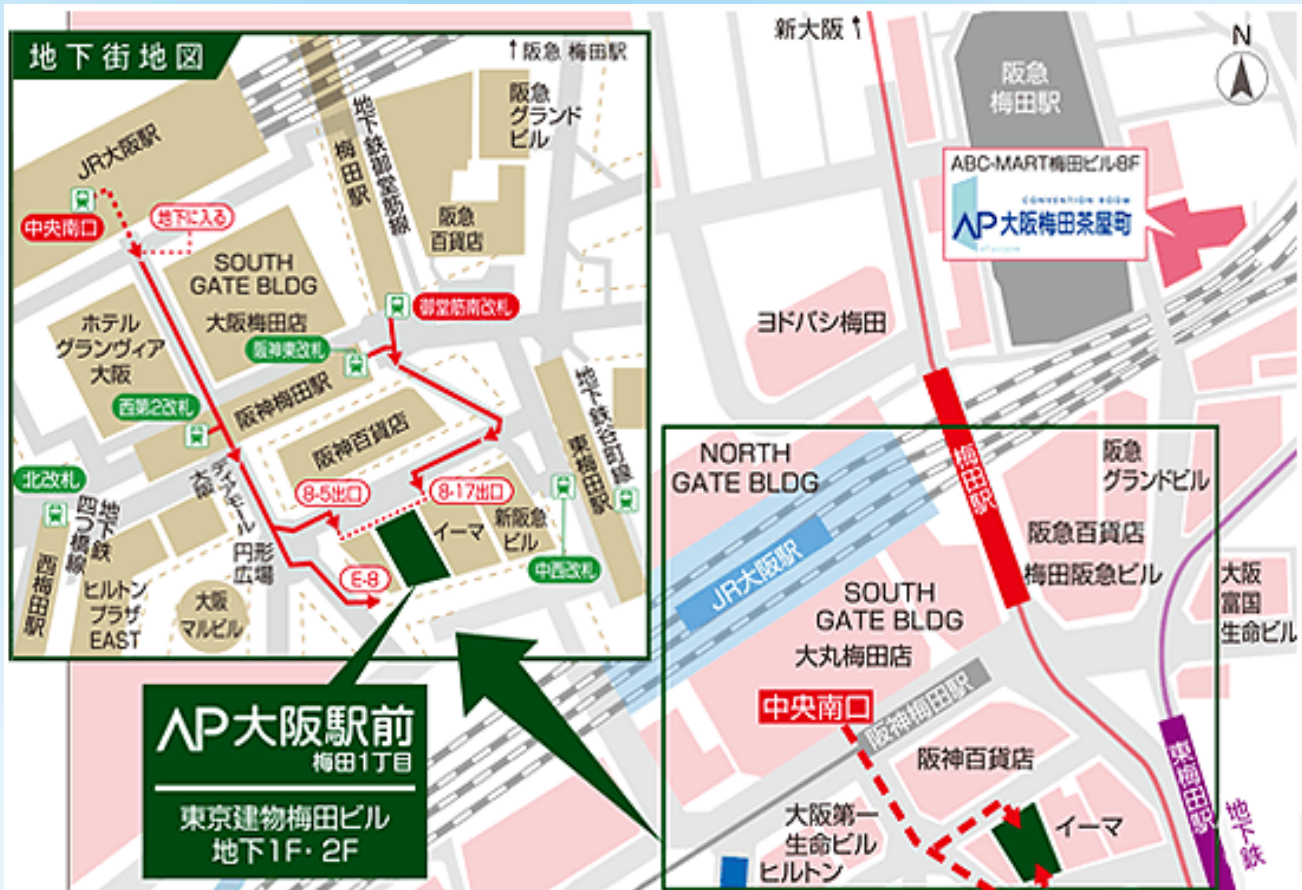 地下街地図
↑阪急 梅田駅
阪急
グランド
ビル
JR大阪駅
中央南口
地下に入る
地下鉄御堂筋線
梅田駅
阪急
百貨店
SOUTH
GATE BLDG
大阪梅田店
御堂筋南改札
ホテル
グランヴィア
大阪
阪神東改札
西第2改札
阪神梅田駅
阪神百貨店
地下鉄谷町線
東梅田駅
北改札
地下鉄
四つ橋線
西梅田駅
大阪
ディアモール
円形
広場
8-5出口
8-17出口
イーマ
新阪急
ビル
中西改札
E-8
ヒルトン
プラザ
EAST
大阪
マルビル
AP大阪駅前
梅田1丁目
東京建物梅田ビル
地下1F・2F
新大阪↑
N
阪急
梅田駅
ABC-MART梅田ビル8F
CONVENTION ROOM
AP大阪梅田茶屋町
ヨドバシ梅田
NORTH
GATE BLDG
梅田駅
阪急
グランドビル
JR大阪駅
阪急百貨店
梅田阪急ビル
SOUTH
GATE BLDG
大丸梅田店
大阪
富国
生命ビル
中央南口
阪神梅田駅
阪神百貨店
東梅田駅
地下鉄
大阪第一
生命ビル
イーマ
ヒルトン